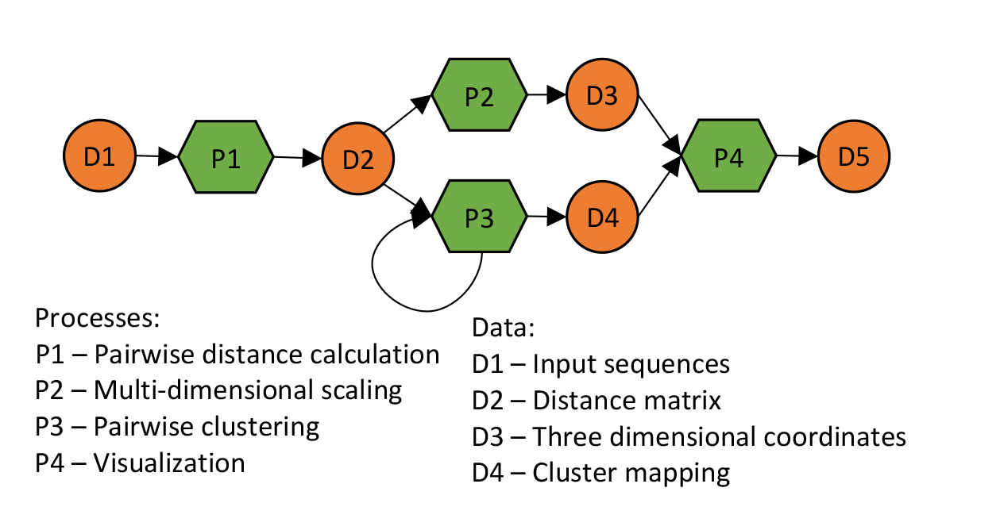 D1
P1
D2
P2
D3
P3
D4
P4
D5
Processes:
P1 – Pairwise distance calculation
P2 – Multi-dimensional scaling
P3 – Pairwise clustering
P4 – Visualization
Data:
D1 – Input sequences
D2 – Distance matrix
D3 – Three dimensional coordinates
D4 – Cluster mapping